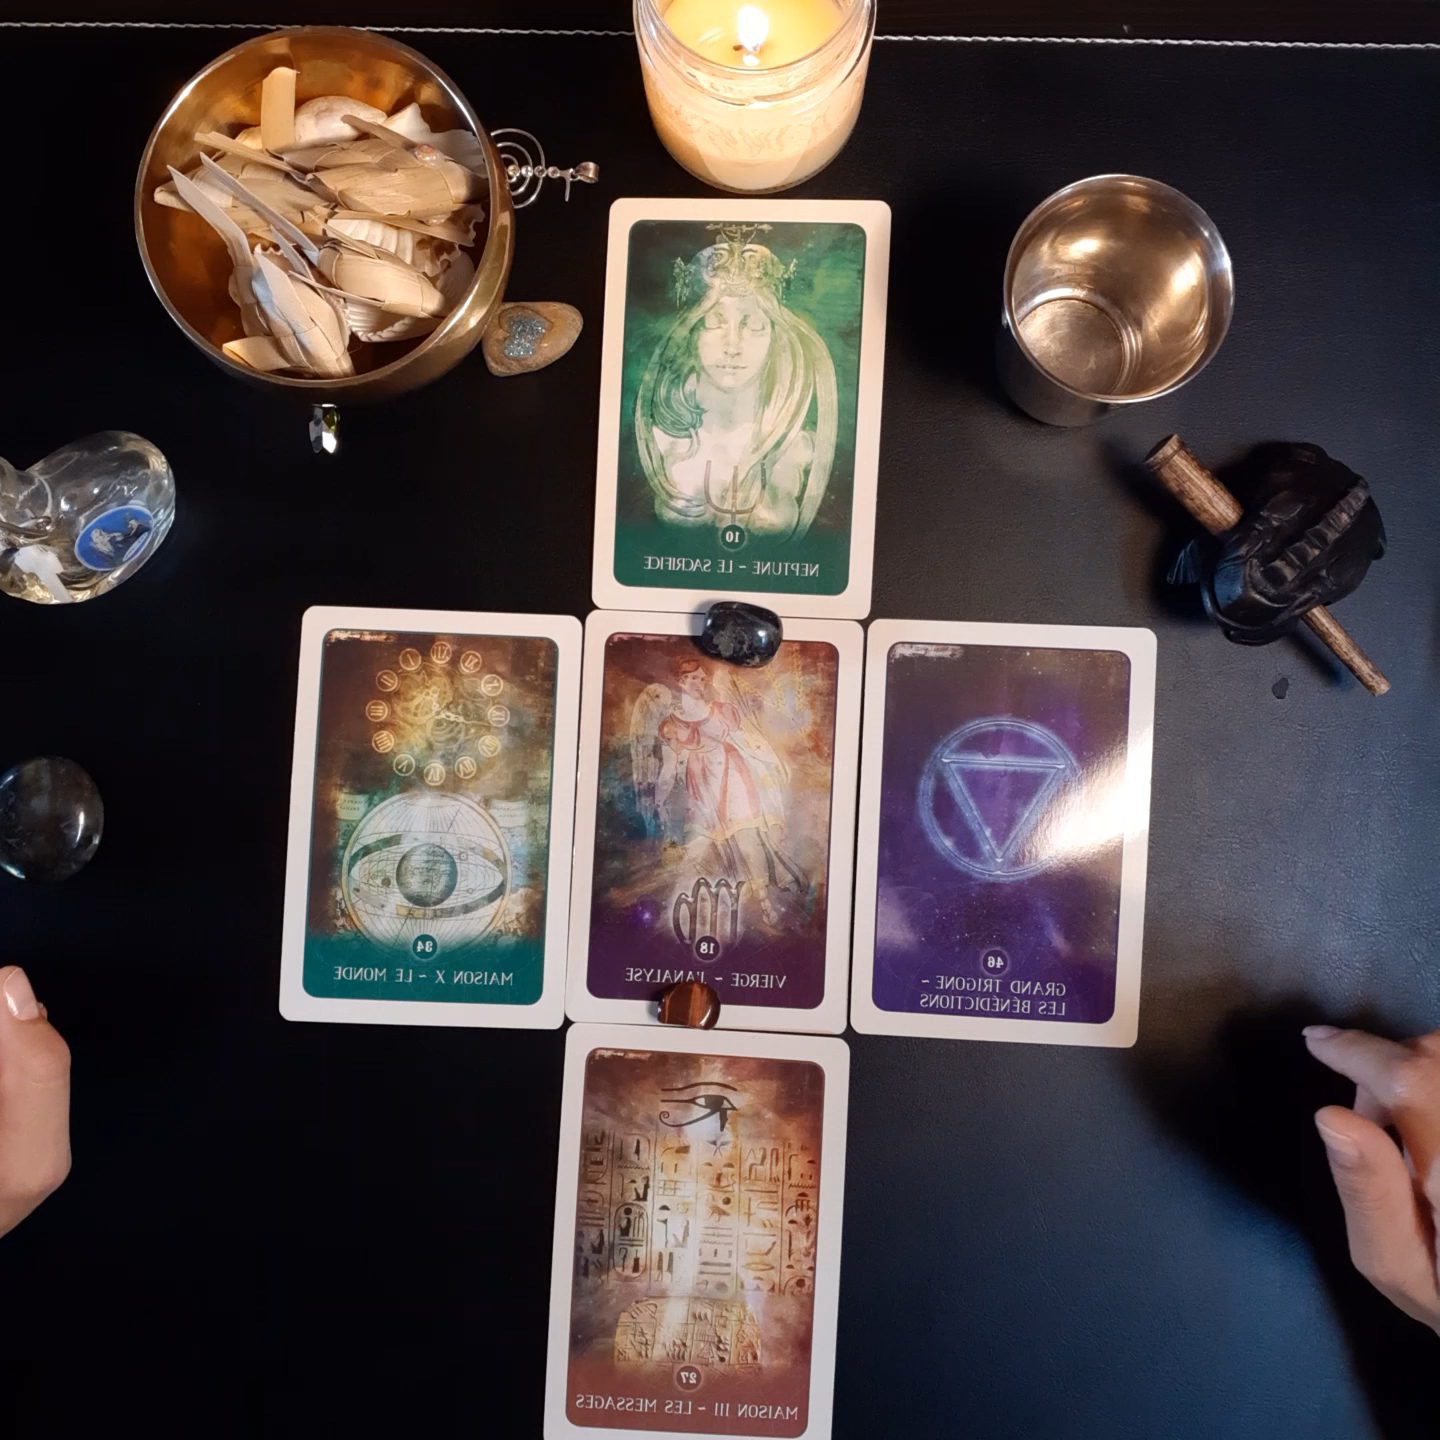 10
NEPTUNE ~ LE SACRIFICE
34
MAISON X ~ LE MONDE
18
VIERGE ~ L'ANALYSE
46
GRAND TRIGONE ~
LES BÉNÉDICTIONS
27
MAISON III ~ LES MESSAGES